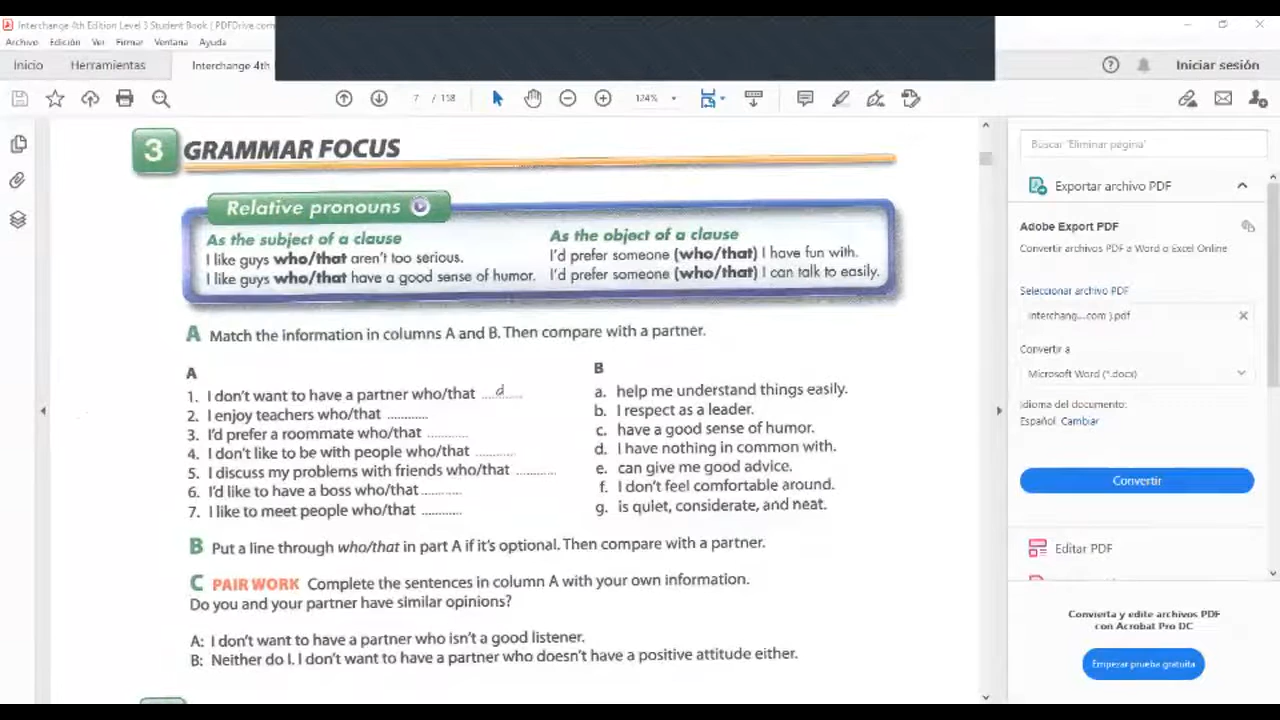 Interchange 4th Edition Level 3 Student Book ( PDFDrive.com
Archivo Edición Ver Firmar Ventana Ayuda
Inicio Herramientas Interchange 4th
Iniciar sesión
7 / 158
124%
3 GRAMMAR FOCUS
Relative pronouns
As the subject of a clause
I like guys who/that aren't too serious.
I like guys who/that have a good sense of humor.
As the object of a clause
I'd prefer someone (who/that) I have fun with.
I'd prefer someone (who/that) I can talk to easily.
A Match the information in columns A and B. Then compare with a partner.
A
1. I don't want to have a partner who/that ....d....
2. I enjoy teachers who/that ...........
3. I'd prefer a roommate who/that ...........
4. I don't like to be with people who/that ...........
5. I discuss my problems with friends who/that ...........
6. I'd like to have a boss who/that ...........
7. I like to meet people who/that ...........
B
a. help me understand things easily.
b. I respect as a leader.
c. have a good sense of humor.
d. I have nothing in common with.
e. can give me good advice.
f. I don't feel comfortable around.
g. is quiet, considerate, and neat.
B Put a line through who/that in part A if it's optional. Then compare with a partner.
C PAIR WORK Complete the sentences in column A with your own information.
Do you and your partner have similar opinions?
A: I don't want to have a partner who isn't a good listener.
B: Neither do I. I don't want to have a partner who doesn't have a positive attitude either.
Buscar 'Eliminar página'
Exportar archivo PDF
Adobe Export PDF
Convertir archivos PDF a Word o Excel Online
Seleccionar archivo PDF
Interchang....com ).pdf
Convertir a
Microsoft Word (*.docx)
Idioma del documento:
Español Cambiar
Convertir
Editar PDF
Convierta y edite archivos PDF
con Acrobat Pro DC
Empezar prueba gratuita